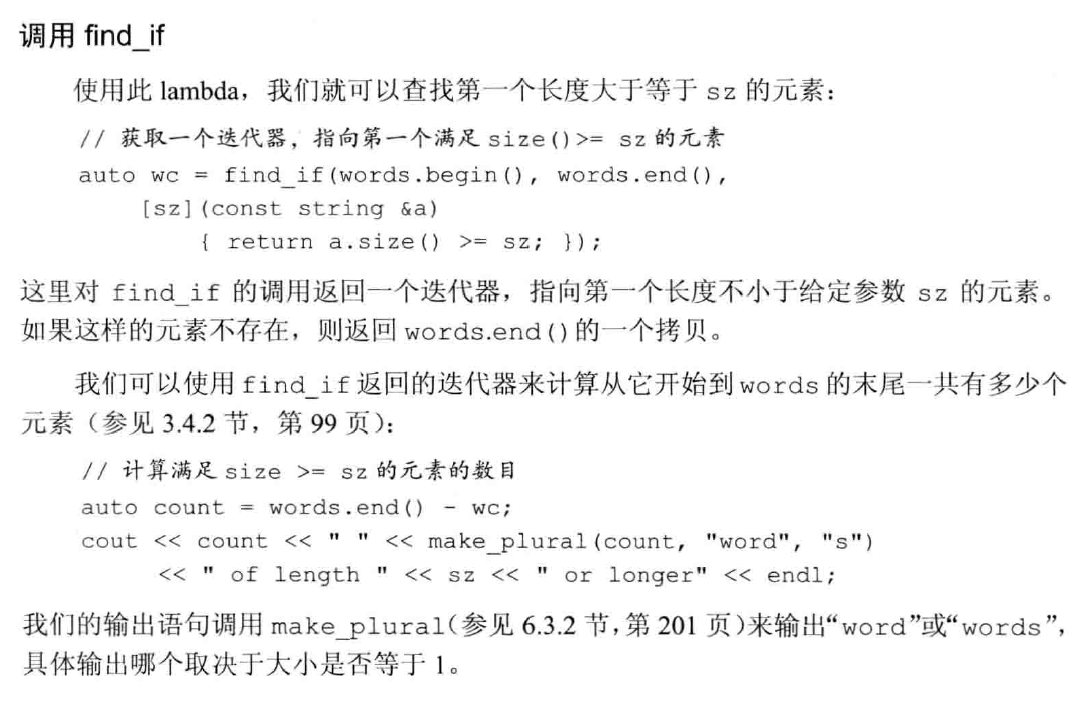 调用 find_if
使用此 lambda，我们就可以查找第一个长度大于等于 sz 的元素：
// 获取一个迭代器，指向第一个满足 size()>= sz 的元素
auto wc = find_if(words.begin(), words.end(),
[sz](const string &a)
{ return a.size() >= sz; });
这里对 find_if 的调用返回一个迭代器，指向第一个长度不小于给定参数 sz 的元素。
如果这样的元素不存在，则返回 words.end()的一个拷贝。
我们可以使用 find_if 返回的迭代器来计算从它开始到 words 的末尾一共有多少个
元素（参见 3.4.2 节，第 99 页）：
// 计算满足 size >= sz 的元素的数目
auto count = words.end() - wc;
cout << count << " " << make_plural(count, "word", "s")
<< " of length " << sz << " or longer" << endl;
我们的输出语句调用 make_plural（参见 6.3.2 节，第 201 页）来输出“word”或“words”，
具体输出哪个取决于大小是否等于 1。